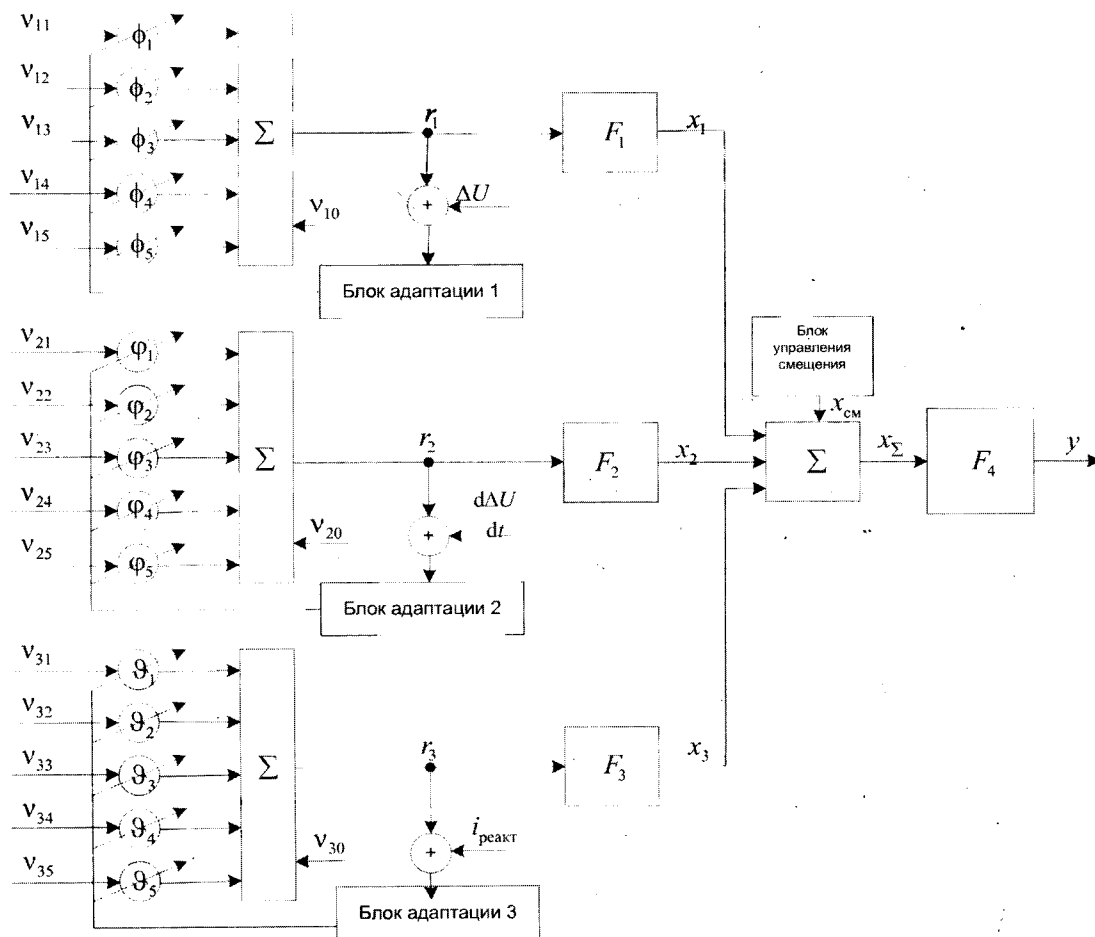 ν11
ϕ1
ν12
ϕ2
ν13
ϕ3
ν14
ϕ4
ν15
ϕ5
Σ
ν10
r1
ΔU
+
Блок адаптации 1
F1
x1
ν21
φ1
ν22
φ2
ν23
φ3
ν24
φ4
ν25
φ5
Σ
ν20
r2
dΔU
dt
+
Блок адаптации 2
F2
x2
Блок
управления
смещения
xсм
Σ
xΣ
F4
y
ν31
ϑ1
ν32
ϑ2
ν33
ϑ3
ν34
ϑ4
ν35
ϑ5
Σ
ν30
r3
iреакт
+
Блок адаптации 3
F3
x3